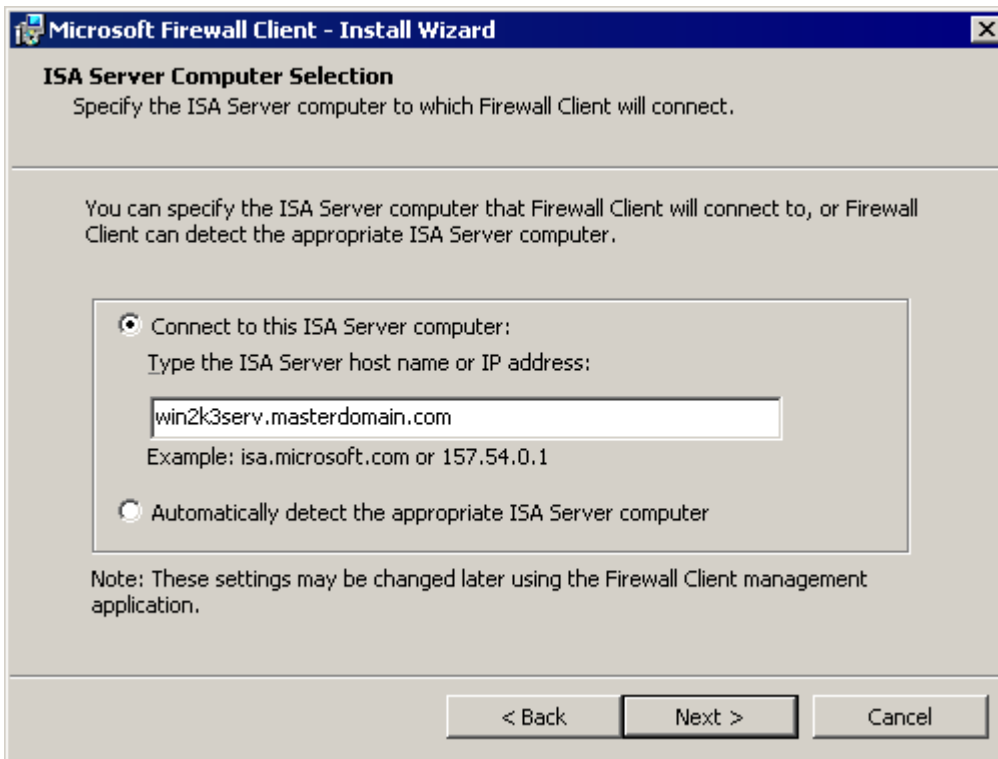 Microsoft Firewall Client - Install Wizard
ISA Server Computer Selection
Specify the ISA Server computer to which Firewall Client will connect.
You can specify the ISA Server computer that Firewall Client will connect to, or Firewall
Client can detect the appropriate ISA Server computer.
Connect to this ISA Server computer:
Type the ISA Server host name or IP address:
win2k3serv.masterdomain.com
Example: isa.microsoft.com or 157.54.0.1
Automatically detect the appropriate ISA Server computer
Note: These settings may be changed later using the Firewall Client management
application.
< Back Next > Cancel